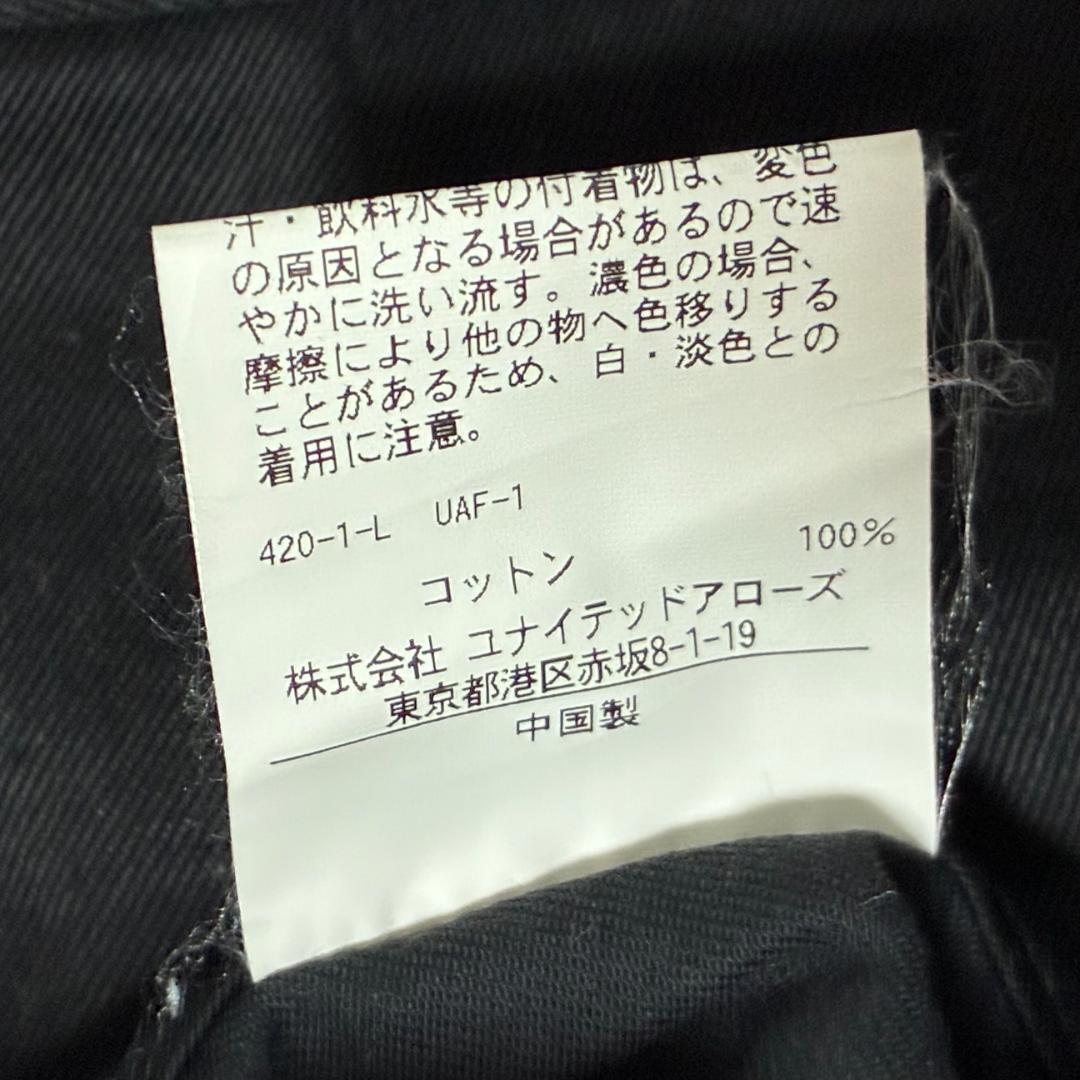 汗・飲料水等の付着物は、変色
の原因となる場合があるので速
やかに洗い流す。濃色の場合、
摩擦により他の物へ色移りする
ことがあるため、白・淡色との
着用に注意。
420-1-L UAF-1
コットン 100%
株式会社 ユナイテッドアローズ
東京都港区赤坂8-1-19
中国製